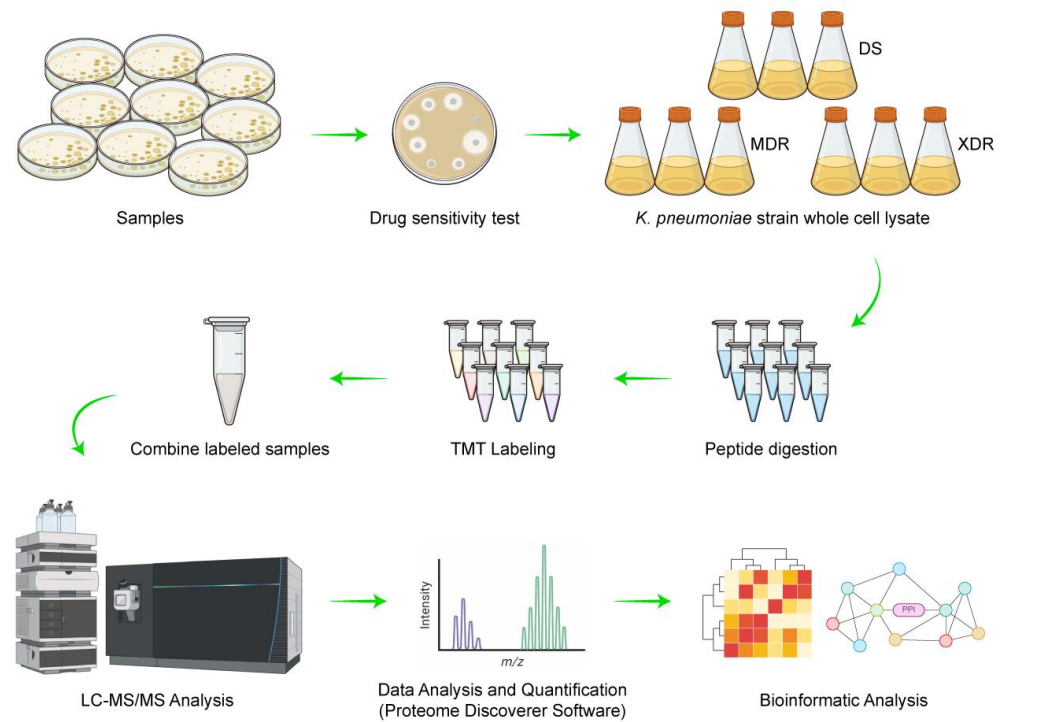 DS
MDR
XDR
Samples
Drug sensitivity test
K. pneumoniae strain whole cell lysate
Combine labeled samples
TMT Labeling
Peptide digestion
Intensity
m/z
PPI
LC-MS/MS Analysis
Data Analysis and Quantification
(Proteome Discoverer Software)
Bioinformatic Analysis